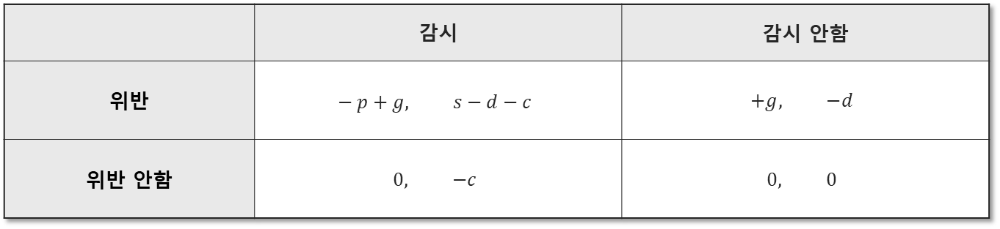 감시 감시 안함
위반 − p + g, s − d − c +g, −d
위반 안함 0, −c 0, 0